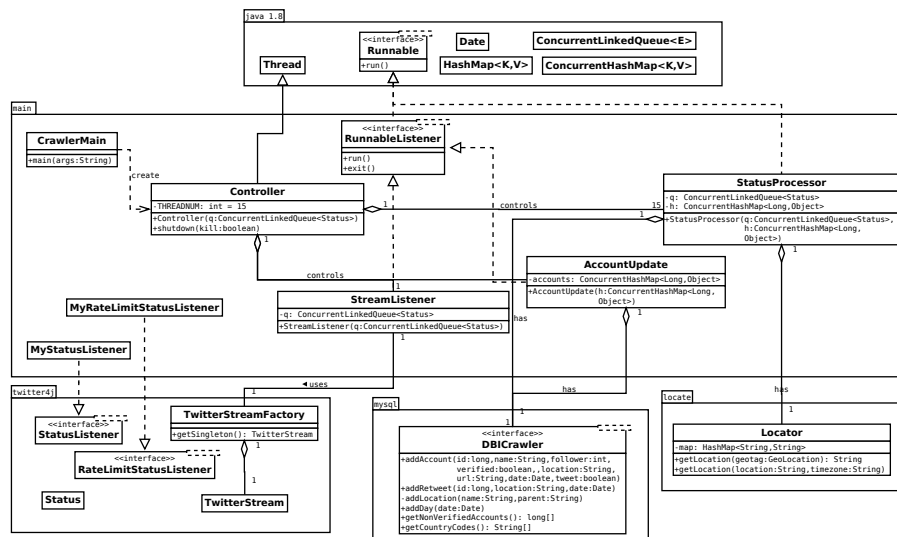 java 1.8
<<interface>>
Runnable
+run()
Date
ConcurrentLinkedQueue<E>
Thread
HashMap<K,V>
ConcurrentHashMap<K,V>
main
CrawlerMain
+main(args:String)
<<interface>>
RunnableListener
+run()
+exit()
create
Controller
-THREADNUM: int = 15
+Controller(q:ConcurrentLinkedQueue<Status>)
+shutdown(kill:boolean)
1
controls
15
StatusProcessor
-q: ConcurrentLinkedQueue<Status>
-h: ConcurrentHashMap<Long,Object>
+StatusProcessor(q:ConcurrentLinkedQueue<Status>,
h:ConcurrentHashMap<Long,
Object>)
1
1
1
controls
1
AccountUpdate
-accounts: ConcurrentHashMap<Long,Object>
+AccountUpdate(h:ConcurrentHashMap<Long,
Object>)
1
StreamListener
-q: ConcurrentLinkedQueue<Status>
+StreamListener(q:ConcurrentLinkedQueue<Status>)
1
has
MyRateLimitStatusListener
MyStatusListener
◄ uses
has
has
twitter4j
1
<<interface>>
StatusListener
TwitterStreamFactory
+getSingleton(): TwitterStream
1
<<interface>>
RateLimitStatusListener
1
Status
TwitterStream
mysql
1
1
<<interface>>
DBICrawler
+addAccount(id:long,name:String,follower:int,
verified:boolean,,location:String,
url:String,date:Date,tweet:boolean)
+addRetweet(id:long,location:String,date:Date)
-addLocation(name:String,parent:String)
+addDay(date:Date)
+getNonVerifiedAccounts(): long[]
+getCountryCodes(): String[]
locate
1
Locator
-map: HashMap<String,String>
+getLocation(geotag:GeoLocation): String
+getLocation(location:String,timezone:String)